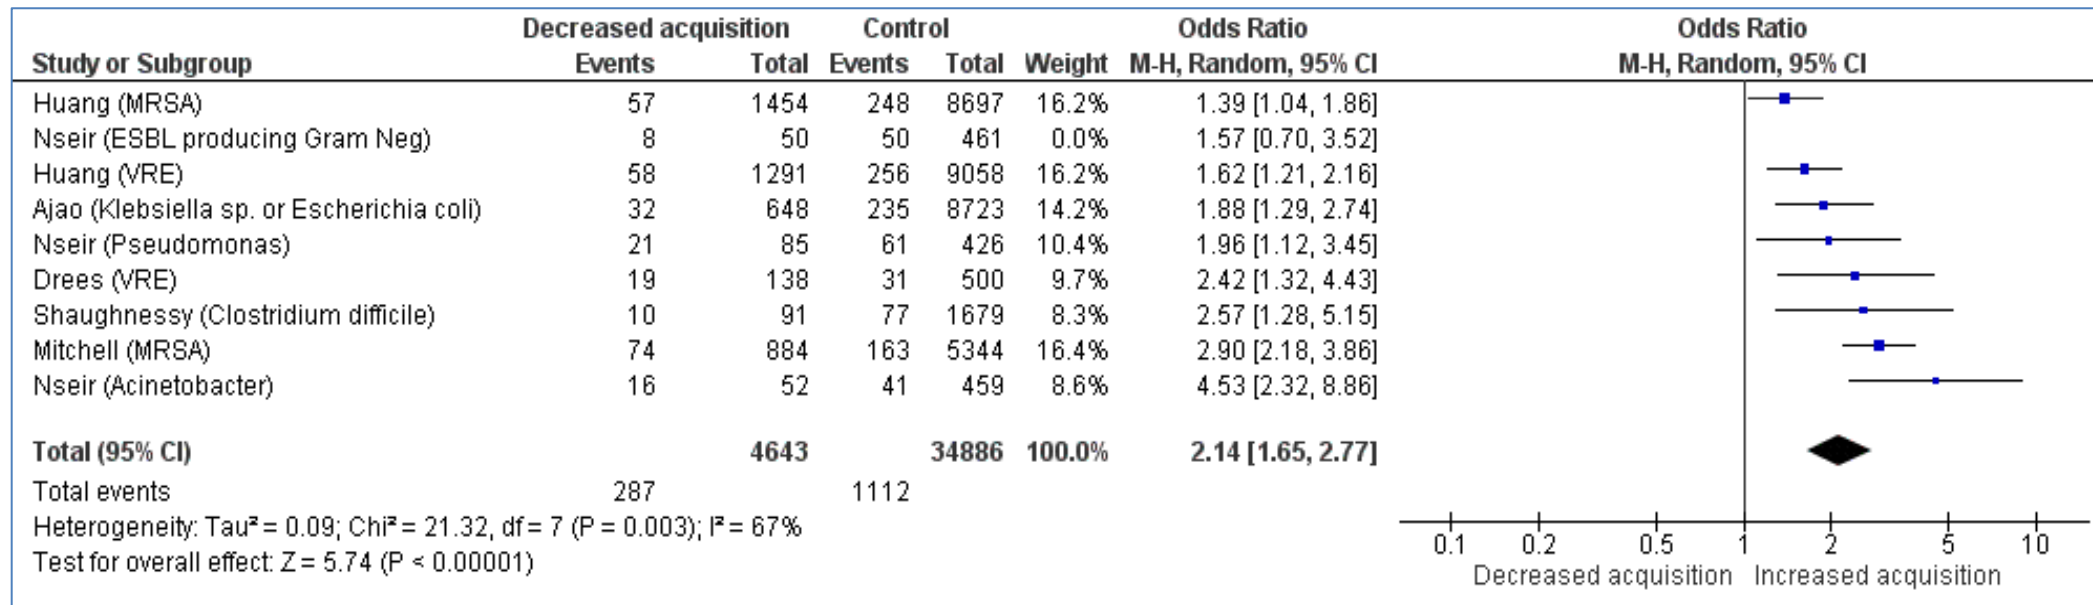 Decreased acquisition Control Odds Ratio Odds Ratio
Study or Subgroup Events Total Events Total Weight M-H, Random, 95% CI M-H, Random, 95% CI
Huang (MRSA) 57 1454 248 8697 16.2% 1.39 [1.04, 1.86]
Nseir (ESBL producing Gram Neg) 8 50 50 461 0.0% 1.57 [0.70, 3.52]
Huang (VRE) 58 1291 256 9058 16.2% 1.62 [1.21, 2.16]
Ajao (Klebsiella sp. or Escherichia coli) 32 648 235 8723 14.2% 1.88 [1.29, 2.74]
Nseir (Pseudomonas) 21 85 61 426 10.4% 1.96 [1.12, 3.45]
Drees (VRE) 19 138 31 500 9.7% 2.42 [1.32, 4.43]
Shaughnessy (Clostridium difficile) 10 91 77 1679 8.3% 2.57 [1.28, 5.15]
Mitchell (MRSA) 74 884 163 5344 16.4% 2.90 [2.18, 3.86]
Nseir (Acinetobacter) 16 52 41 459 8.6% 4.53 [2.32, 8.86]
Total (95% CI) 4643 34886 100.0% 2.14 [1.65, 2.77]
Total events 287 1112
Heterogeneity: Tau² = 0.09; Chi² = 21.32, df = 7 (P = 0.003); I² = 67%
Test for overall effect: Z = 5.74 (P < 0.00001)
0.1 0.2 0.5 1 2 5 10
Decreased acquisition Increased acquisition